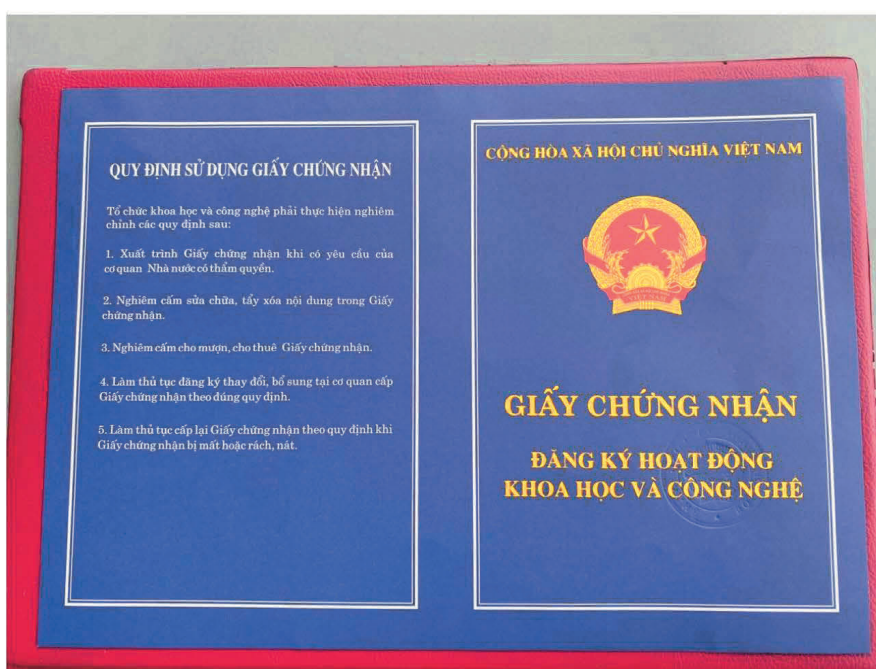 QUY ĐỊNH SỬ DỤNG GIẤY CHỨNG NHẬN
Tổ chức khoa học và công nghệ phải thực hiện nghiêm
chỉnh các quy định sau:
1. Xuất trình Giấy chứng nhận khi có yêu cầu của
cơ quan Nhà nước có thẩm quyền.
2. Nghiêm cấm sửa chữa, tẩy xóa nội dung trong Giấy
chứng nhận.
3. Nghiêm cấm cho mượn, cho thuê Giấy chứng nhận.
4. Làm thủ tục đăng ký thay đổi, bổ sung tại cơ quan cấp
Giấy chứng nhận theo đúng quy định.
5. Làm thủ tục cấp lại Giấy chứng nhận theo quy định khi
Giấy chứng nhận bị mất hoặc rách, nát.
CỘNG HÒA XÃ HỘI CHỦ NGHĨA VIỆT NAM
VIỆT NAM
GIẤY CHỨNG NHẬN
ĐĂNG KÝ HOẠT ĐỘNG
KHOA HỌC VÀ CÔNG NGHỆ